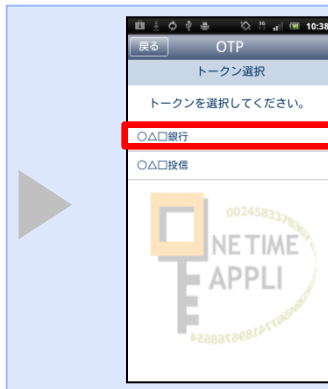 10:38
戻る OTP
トークン選択
トークンを選択してください。
○△□銀行
○△□投信
NE TIME
APPLI